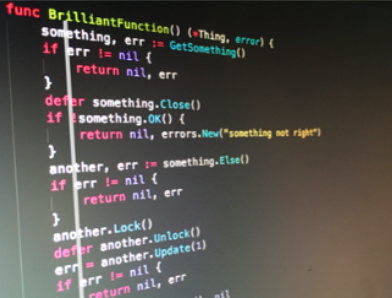 func BrilliantFunction() (*Thing, error) {
something, err := GetSomething()
if err != nil {
return nil, err
}
defer something.Close()
if !something.OK() {
return nil, errors.New("something not right")
}
another, err := something.Else()
if err != nil {
return nil, err
}
another.Lock()
defer another.Unlock()
err = another.Update(1)
if err != nil {
return nil, err
nil